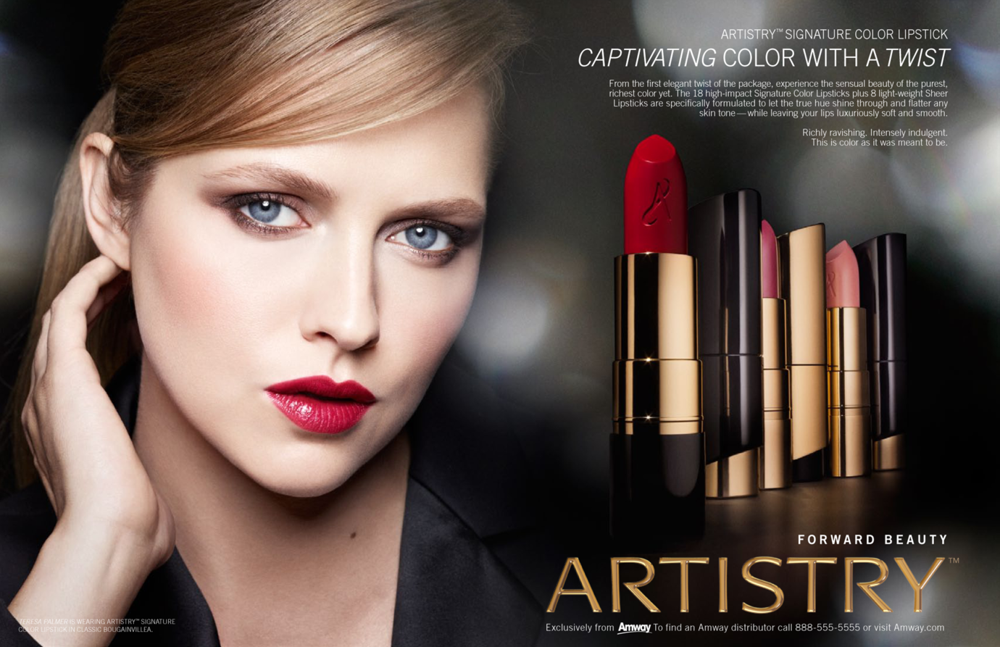 ARTISTRY™ SIGNATURE COLOR LIPSTICK
CAPTIVATING COLOR WITH A TWIST
From the first elegant twist of the package, experience the sensual beauty of the purest,
richest color yet. The 18 high-impact Signature Color Lipsticks plus 8 light-weight Sheer
Lipsticks are specifically formulated to let the true hue shine through and flatter any
skin tone — while leaving your lips luxuriously soft and smooth.
Richly ravishing. Intensely indulgent.
This is color as it was meant to be.
FORWARD BEAUTY
ARTISTRY™
Exclusively from Amway To find an Amway distributor call 888-555-5555 or visit Amway.com
TERESA PALMER IS WEARING ARTISTRY™ SIGNATURE
COLOR LIPSTICK IN CLASSIC BOUGAINVILLEA.